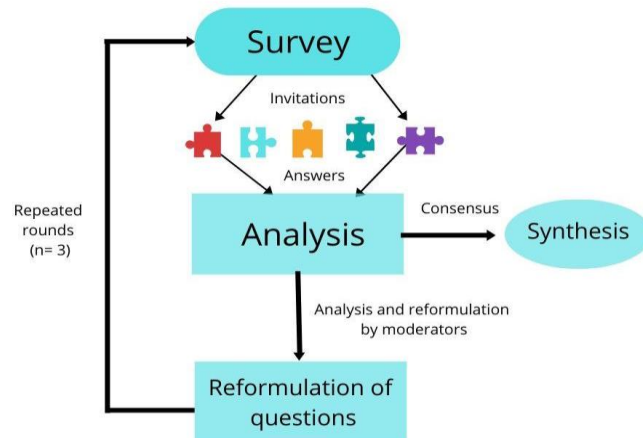 Survey
Invitations
Answers
Repeated
rounds
(n= 3)
Analysis
Consensus
Synthesis
Analysis and reformulation
by moderators
Reformulation of
questions